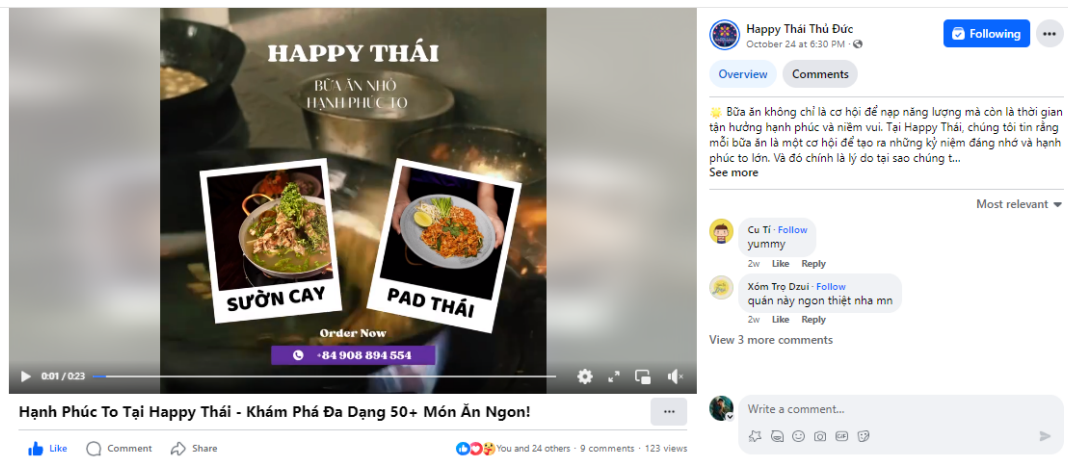 HAPPY THÁI
BỮA ĂN NHỎ
HẠNH PHÚC TO
SƯỜN CAY
PAD THÁI
Order Now
+84 908 894 554
0:01 / 0:23
Hạnh Phúc To Tại Happy Thái - Khám Phá Đa Dạng 50+ Món Ăn Ngon!
Like
Comment
Share
You and 24 others · 9 comments · 123 views
Happy Thái Thủ Đức
October 24 at 6:30 PM ·
Following
Overview
Comments
Bữa ăn không chỉ là cơ hội để nạp năng lượng mà còn là thời gian
tận hưởng hạnh phúc và niềm vui. Tại Happy Thái, chúng tôi tin rằng
mỗi bữa ăn là một cơ hội để tạo ra những kỷ niệm đáng nhớ và hạnh
phúc to lớn. Và đó chính là lý do tại sao chúng t...
See more
Most relevant
Cu Tí · Follow
yummy
2w Like Reply
Xóm Trọ Dzui · Follow
quán này ngon thiệt nha mn
2w Like Reply
View 3 more comments
Write a comment...
GIF